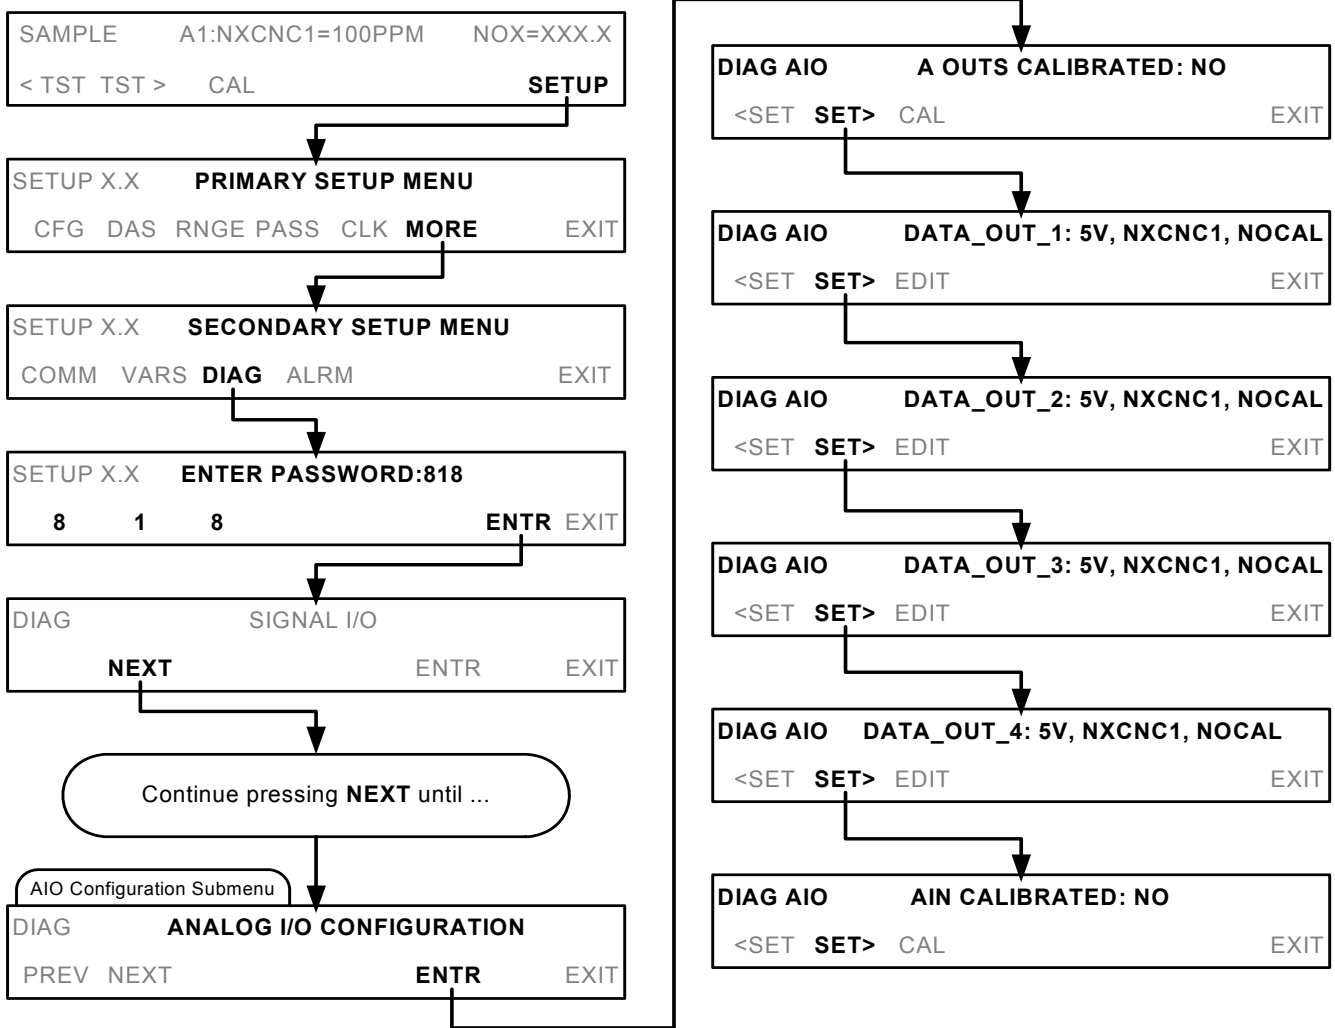 SAMPLE A1:NXCNC1=100PPM NOX=XXX.X
< TST TST > CAL SETUP
SETUP X.X PRIMARY SETUP MENU
CFG DAS RNGE PASS CLK MORE EXIT
SETUP X.X SECONDARY SETUP MENU
COMM VARS DIAG ALRM EXIT
SETUP X.X ENTER PASSWORD:818
8 1 8 ENTR EXIT
DIAG SIGNAL I/O
NEXT ENTR EXIT
Continue pressing NEXT until ...
AIO Configuration Submenu
DIAG ANALOG I/O CONFIGURATION
PREV NEXT ENTR EXIT
DIAG AIO A OUTS CALIBRATED: NO
<SET SET> CAL EXIT
DIAG AIO DATA_OUT_1: 5V, NXCNC1, NOCAL
<SET SET> EDIT EXIT
DIAG AIO DATA_OUT_2: 5V, NXCNC1, NOCAL
<SET SET> EDIT EXIT
DIAG AIO DATA_OUT_3: 5V, NXCNC1, NOCAL
<SET SET> EDIT EXIT
DIAG AIO DATA_OUT_4: 5V, NXCNC1, NOCAL
<SET SET> EDIT EXIT
DIAG AIO AIN CALIBRATED: NO
<SET SET> CAL EXIT